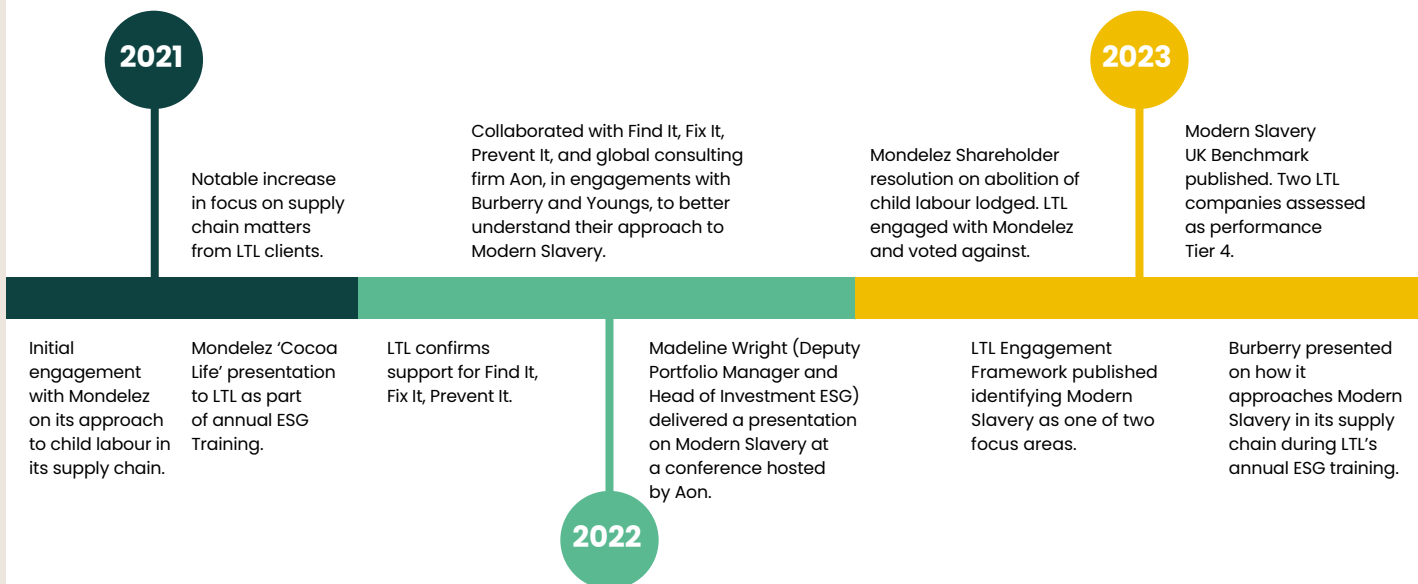 2021
Notable increase
in focus on supply
chain matters
from LTL clients.
Initial
engagement
with Mondelez
on its approach
to child labour in
its supply chain.
Mondelez ‘Cocoa
Life’ presentation
to LTL as part
of annual ESG
Training.
Collaborated with Find It, Fix It,
Prevent It, and global consulting
firm Aon, in engagements with
Burberry and Youngs, to better
understand their approach to
Modern Slavery.
LTL confirms
support for Find It,
Fix It, Prevent It.
Madeline Wright (Deputy
Portfolio Manager and
Head of Investment ESG)
delivered a presentation
on Modern Slavery at
a conference hosted
by Aon.
2022
Mondelez Shareholder
resolution on abolition of
child labour lodged. LTL
engaged with Mondelez
and voted against.
2023
Modern Slavery
UK Benchmark
published. Two LTL
companies assessed
as performance
Tier 4.
LTL Engagement
Framework published
identifying Modern
Slavery as one of two
focus areas.
Burberry presented
on how it
approaches Modern
Slavery in its supply
chain during LTL’s
annual ESG training.